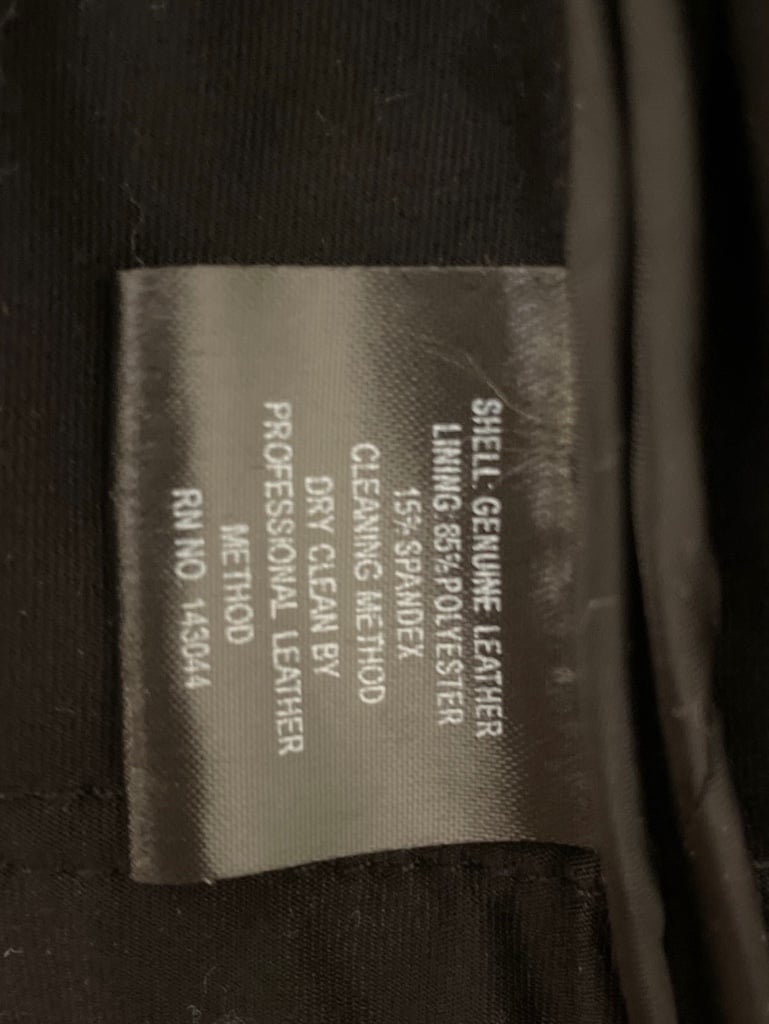 SHELL: GENUINE LEATHER
LINING 85% POLYESTER
15% SPANDEX
CLEANING METHOD
DRY CLEAN BY
PROFESSIONAL LEATHER
METHOD
RN NO 143044